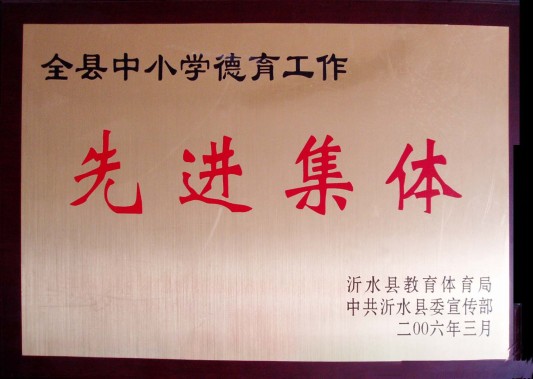 全县中小学德育工作
先进集体
沂水县教育体育局
中共沂水县委宣传部
二00六年三月